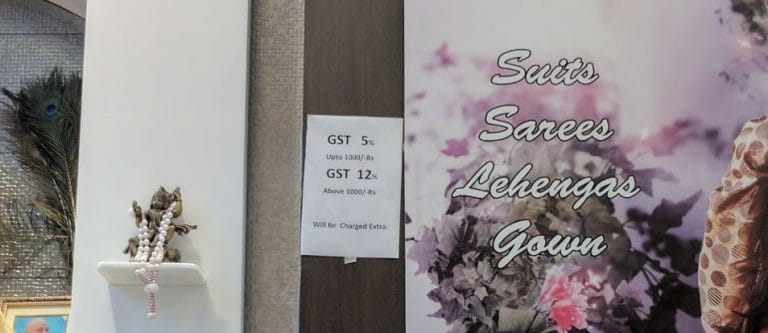 GST 5%
Upto 1000/-Rs
GST 12%
Above 1000/-Rs
Will Be Charged Extra.
Suits
Sarees
Lehengas
Gown